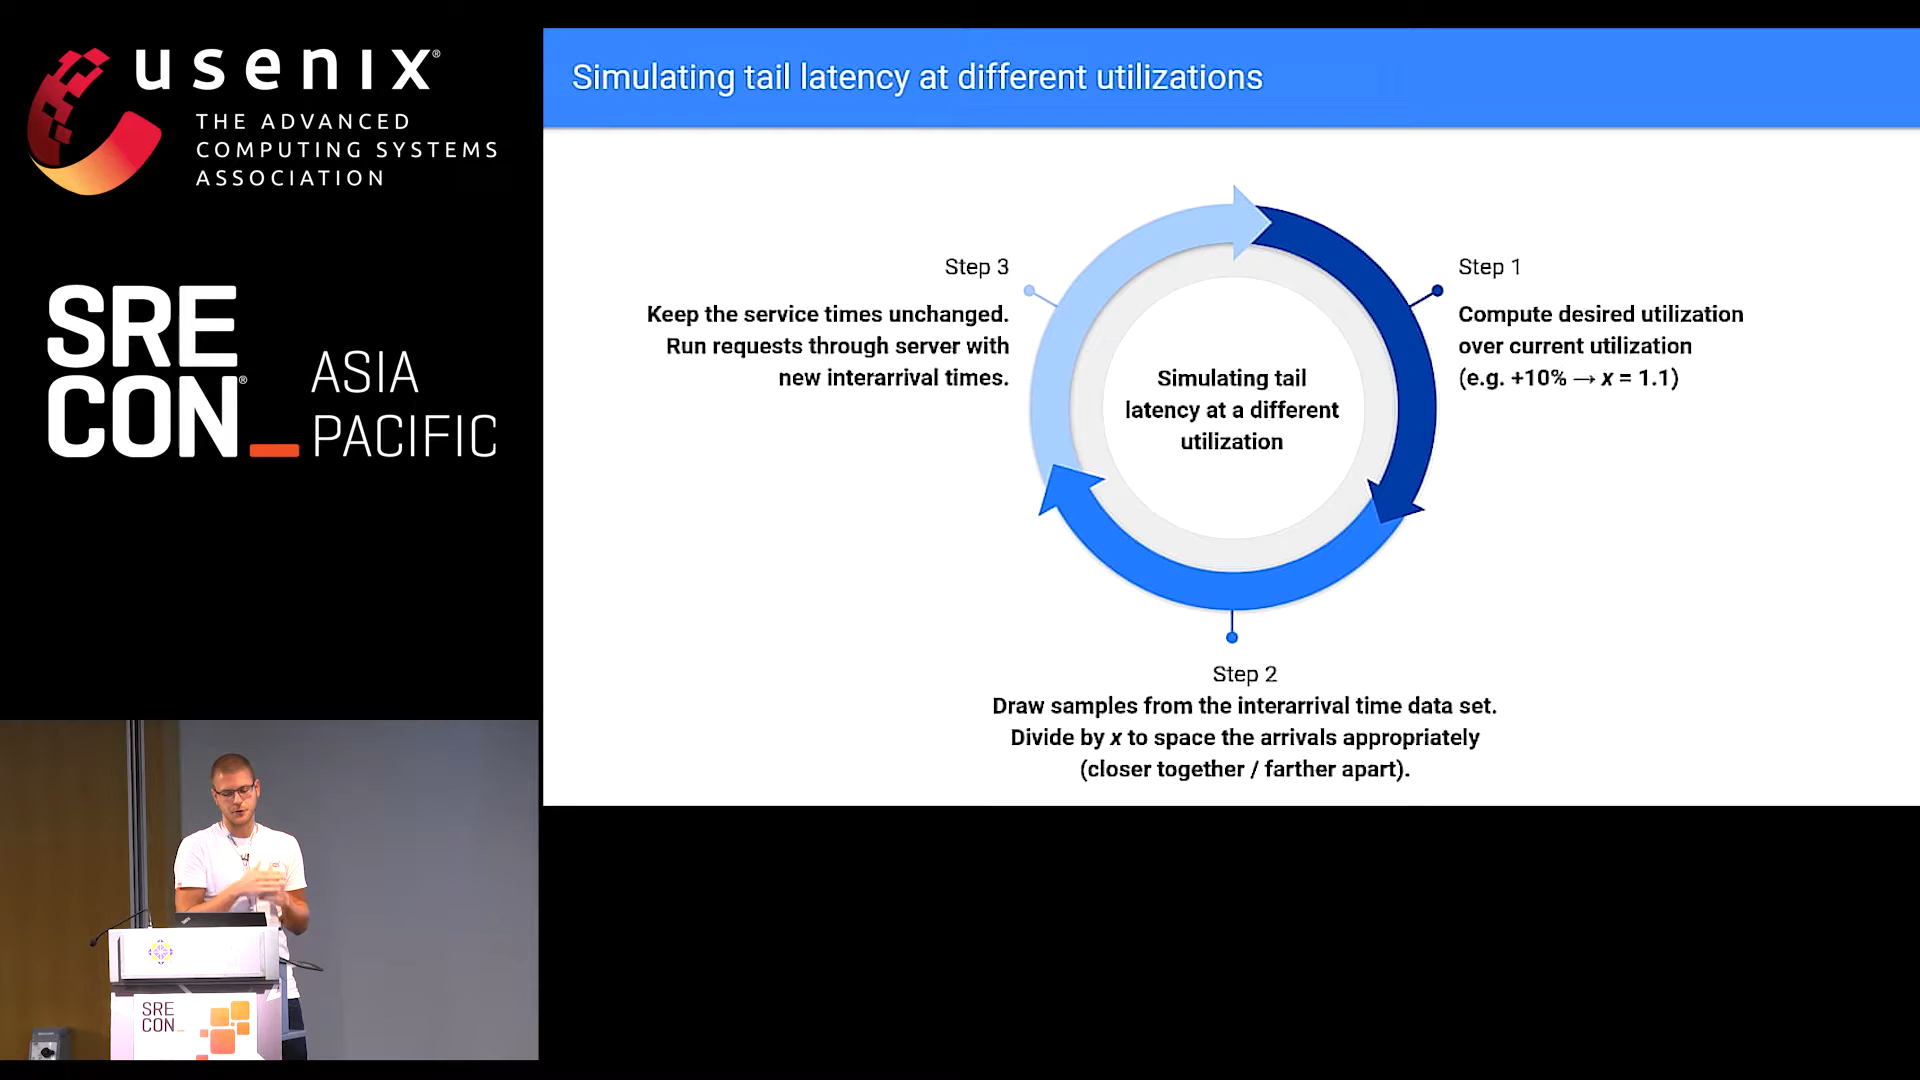 usenix®
THE ADVANCED
COMPUTING SYSTEMS
ASSOCIATION
SRE
CON®_
ASIA
PACIFIC
Simulating tail latency at different utilizations
Step 3
Keep the service times unchanged.
Run requests through server with
new interarrival times.
Step 1
Compute desired utilization
over current utilization
(e.g. +10% → x = 1.1)
Simulating tail
latency at a different
utilization
Step 2
Draw samples from the interarrival time data set.
Divide by x to space the arrivals appropriately
(closer together / farther apart).
SRE
CON_